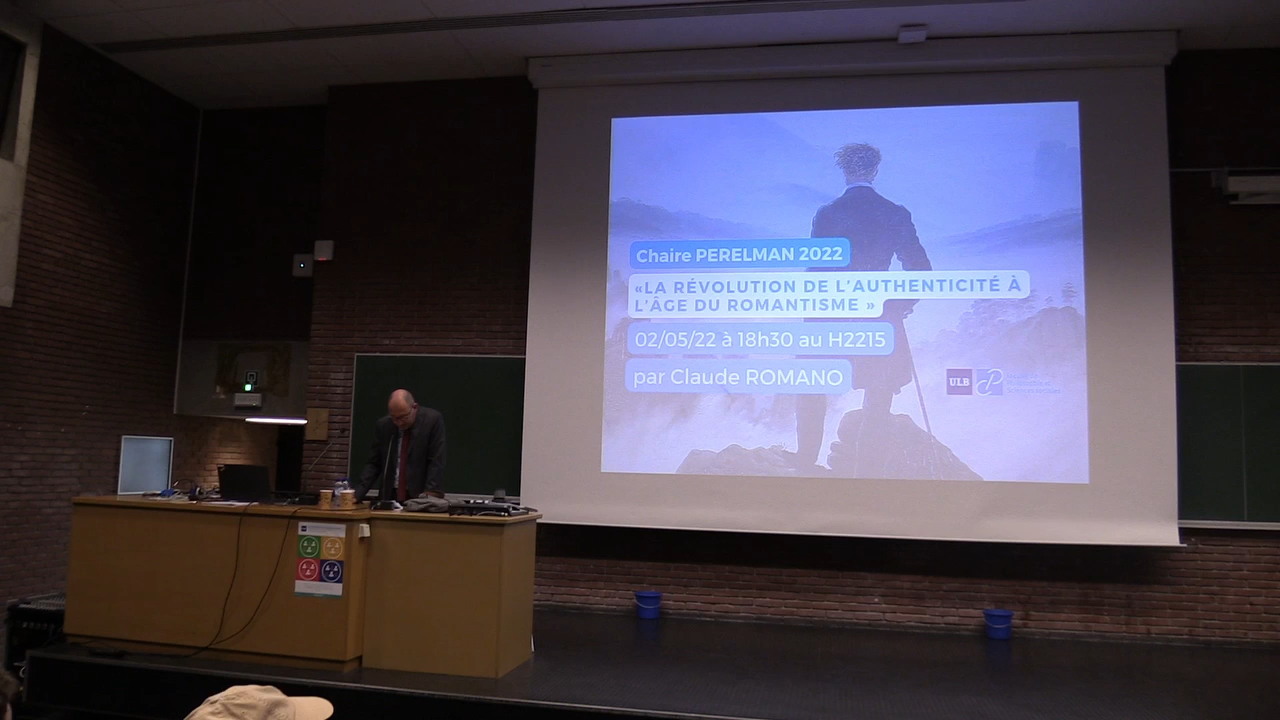 Chaire PERELMAN 2022
«LA RÉVOLUTION DE L'AUTHENTICITÉ À
L'ÂGE DU ROMANTISME »
02/05/22 à 18h30 au H2215
par Claude ROMANO
ULB